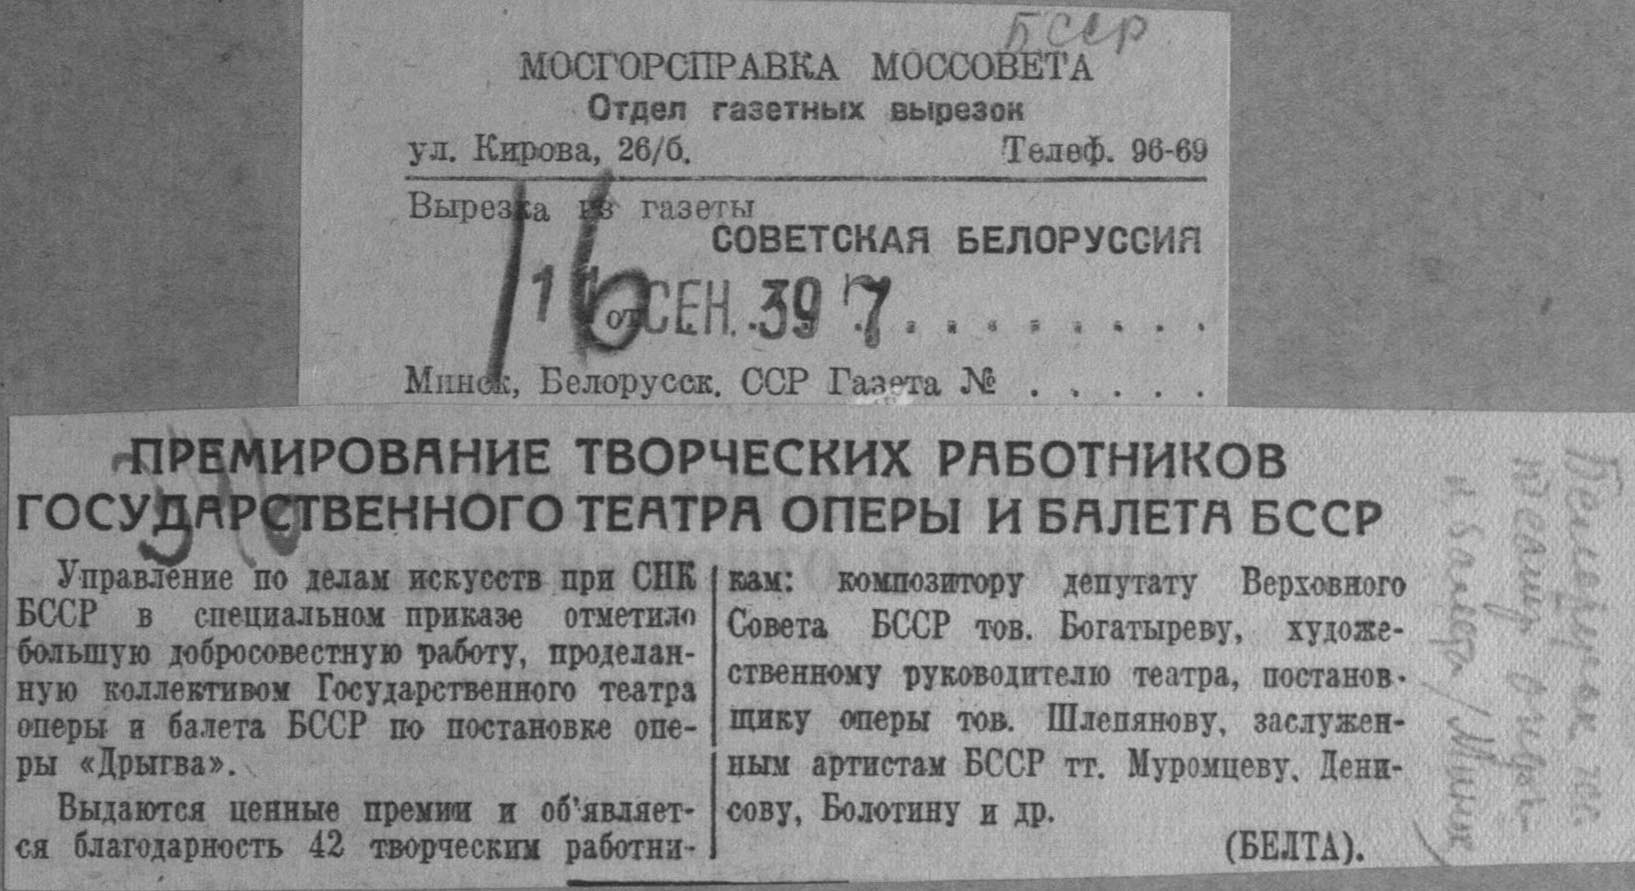 БССР
МОСГОРСПРАВКА МОССОВЕТА
Отдел газетных вырезок
ул. Кирова, 26/б. Телеф. 96-69
Вырезка из газеты
СОВЕТСКАЯ БЕЛОРУССИЯ
16 от СЕН. 39 7 . . . . . . . .
Минск, Белорусск. ССР Газета № . . . . .
ПРЕМИРОВАНИЕ ТВОРЧЕСКИХ РАБОТНИКОВ
ГОСУДАРСТВЕННОГО ТЕАТРА ОПЕРЫ И БАЛЕТА БССР
Управление по делам искусств при СНК
БССР в специальном приказе отметило
большую добросовестную работу, проделан-
ную коллективом Государственного театра
оперы и балета БССР по постановке опе-
ры «Дрыгва».
Выдаются ценные премии и об'являет-
ся благодарность 42 творческим работни-
кам: композитору депутату Верховного
Совета БССР тов. Богатыреву, художе-
ственному руководителю театра, постанов-
щику оперы тов. Шлепянову, заслужен-
ным артистам БССР тт. Муромцеву, Дени-
сову, Болотину и др.
(БЕЛТА).
театр оперы
и балета / Минск